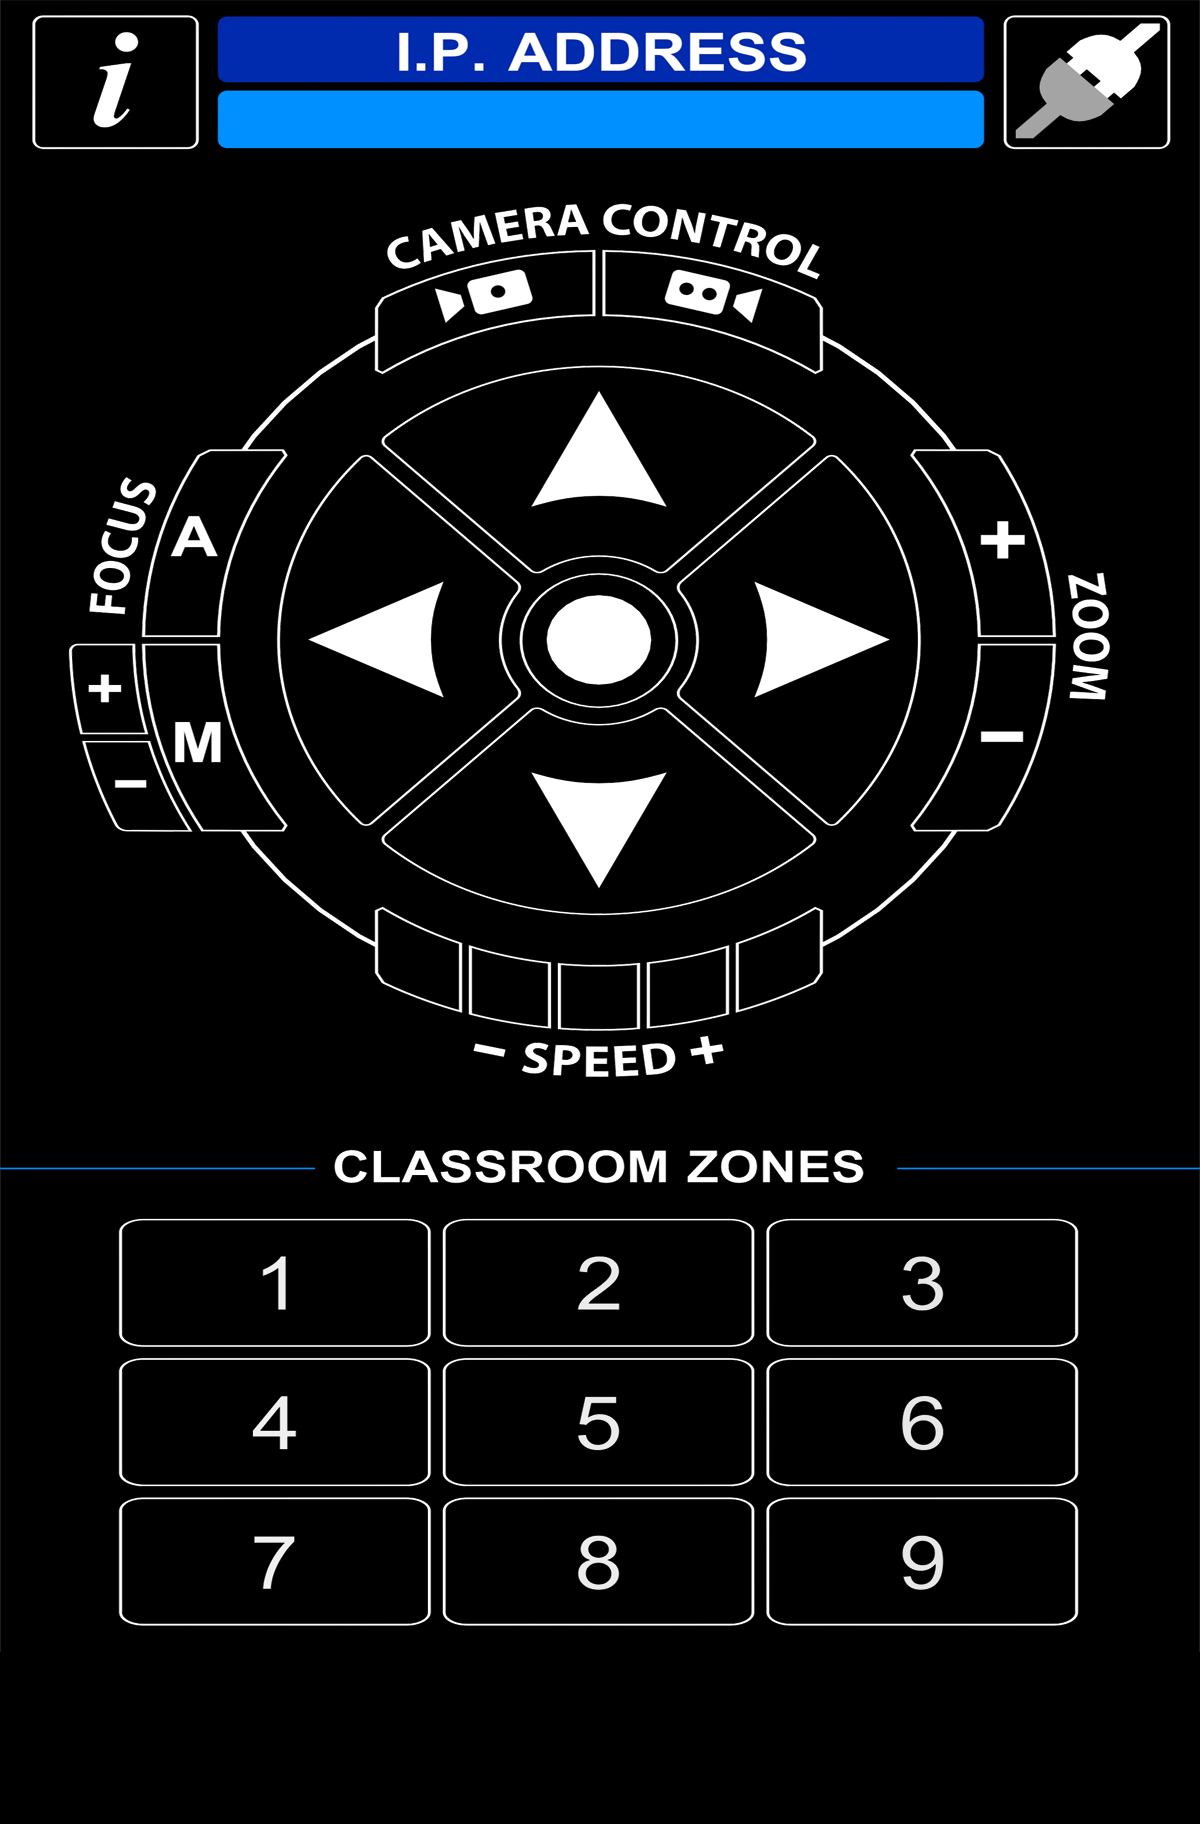 i
I.P. ADDRESS
CAMERA CONTROL
FOCUS
A
M
+
−
ZOOM
+
−
− SPEED +
CLASSROOM ZONES
1 2 3
4 5 6
7 8 9